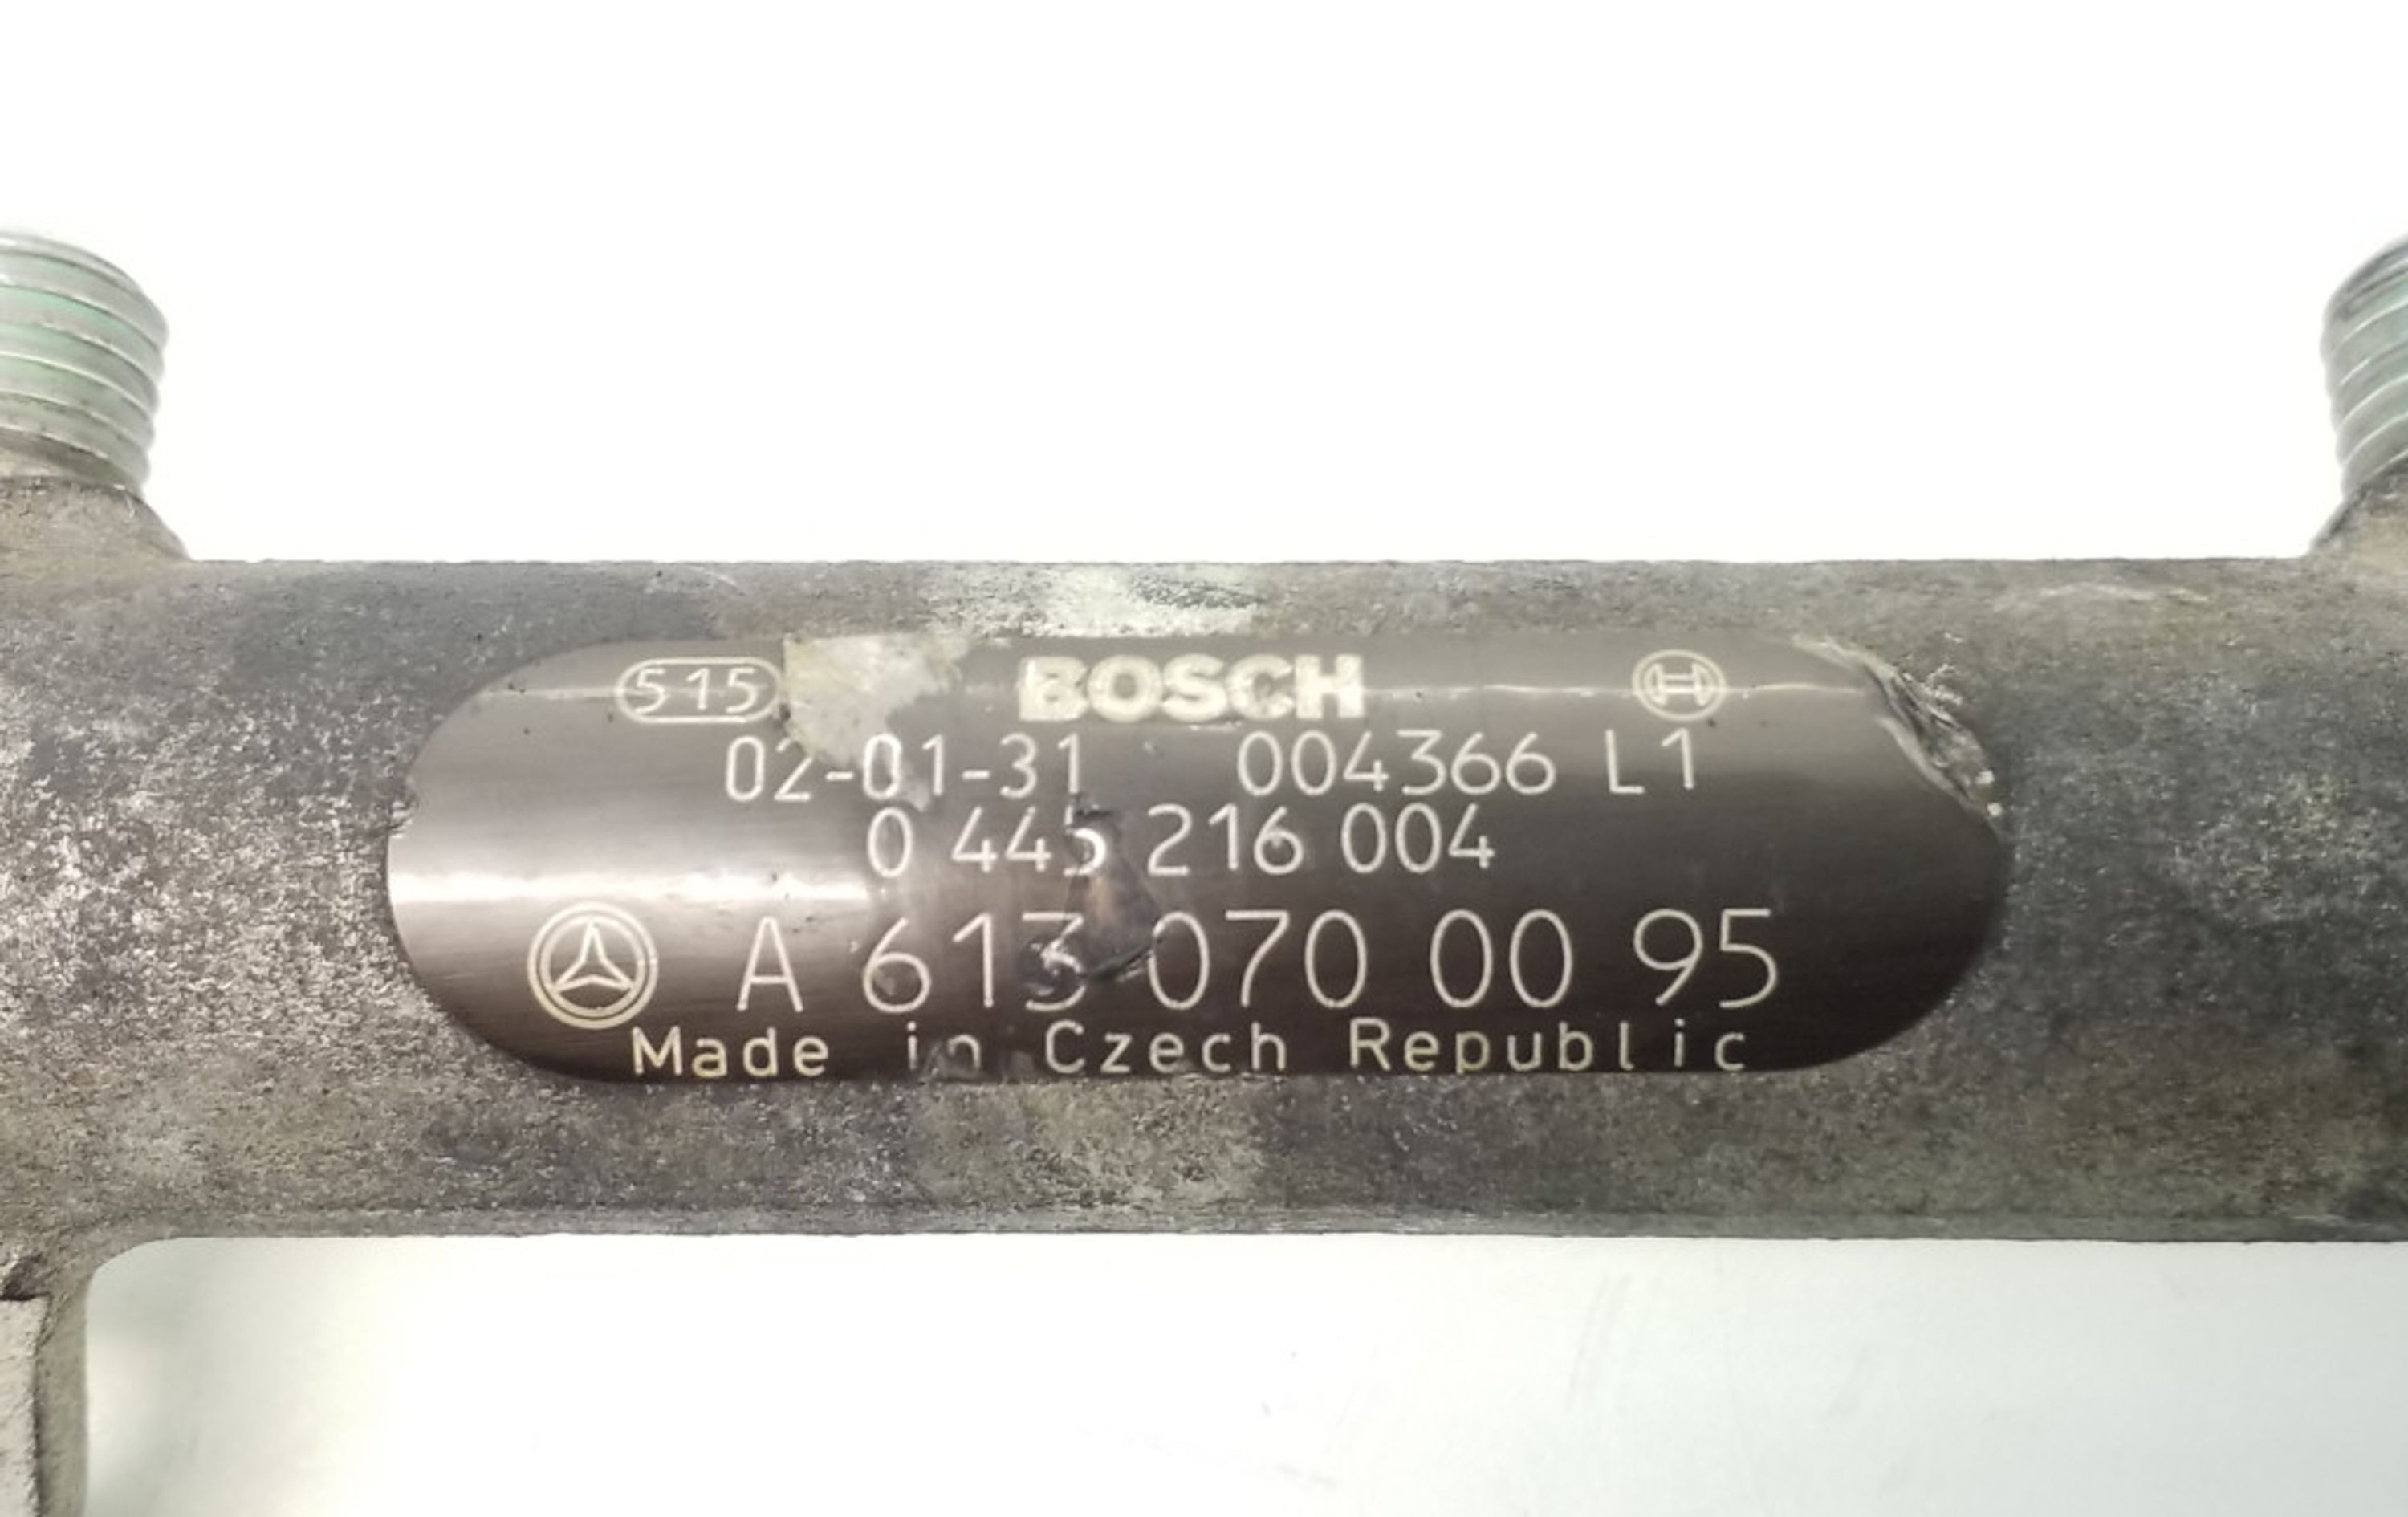 515 BOSCH
02-01-31 004366 L1
0 445 216 004
A 613 070 00 95
Made in Czech Republic